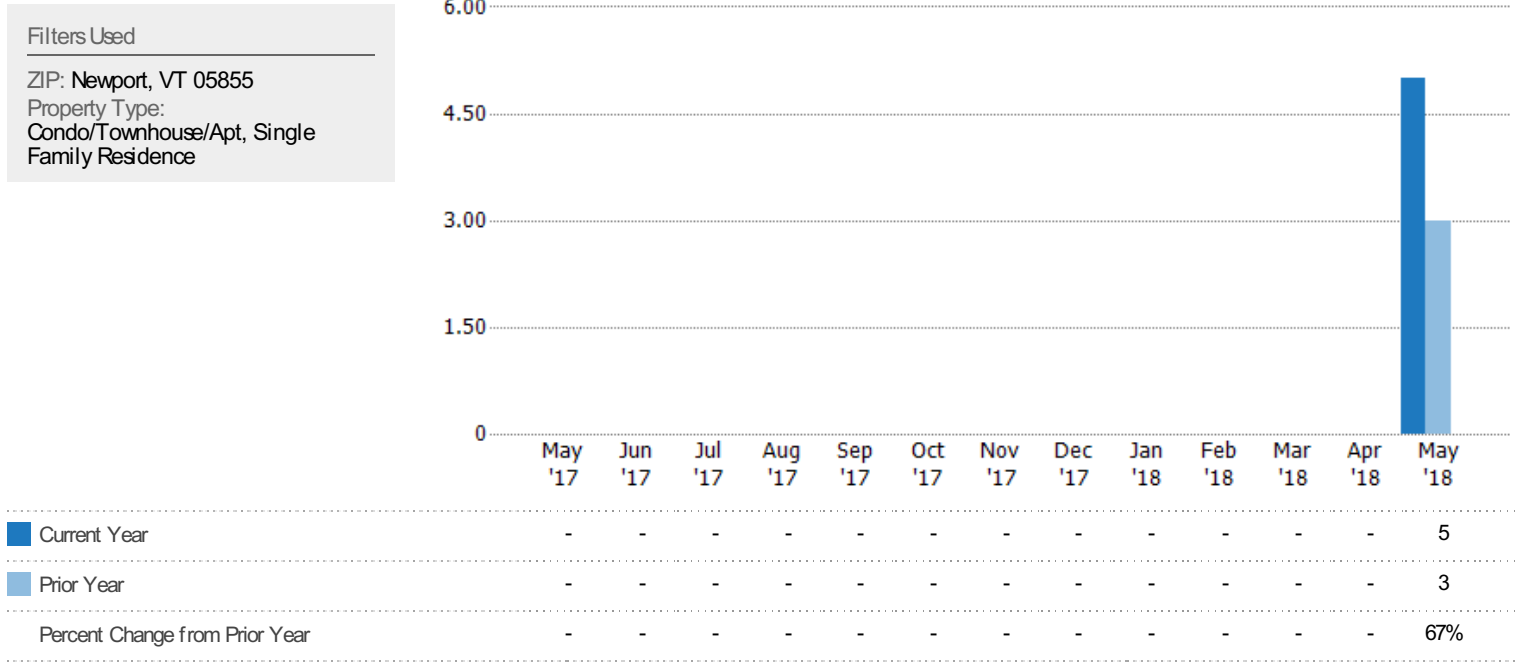 Filters Used
ZIP: Newport, VT 05855
Property Type:
Condo/Townhouse/Apt, Single
Family Residence
6.00
4.50
3.00
1.50
0
May Jun Jul Aug Sep Oct Nov Dec Jan Feb Mar Apr May
'17 '17 '17 '17 '17 '17 '17 '17 '18 '18 '18 '18 '18
Current Year - - - - - - - - - - - - 5
Prior Year - - - - - - - - - - - - 3
Percent Change from Prior Year - - - - - - - - - - - - 67%